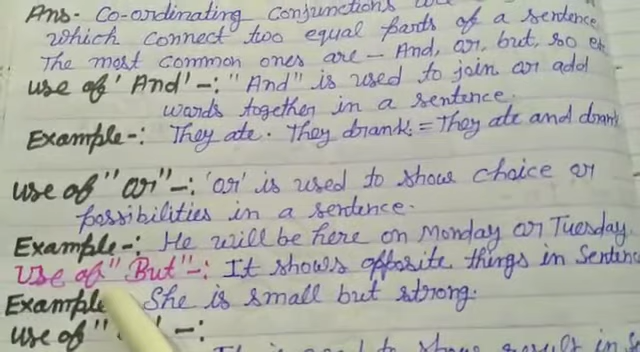 Ans- Co-ordinating Conjunctions
which connect two equal parts of a sentence
The most common ones are - And, or, but, so etc
use of 'And' -: "And" is used to join or add
words together in a sentence.
Example -: They ate. They drank. = They ate and drank
use of "or" -: 'or' is used to show choice or
possibilities in a sentence.
Example -: He will be here on Monday or Tuesday.
Use of "But" -: It shows opposite things in Sentence
Example She is small but strong.
use of " " -:
to show result in